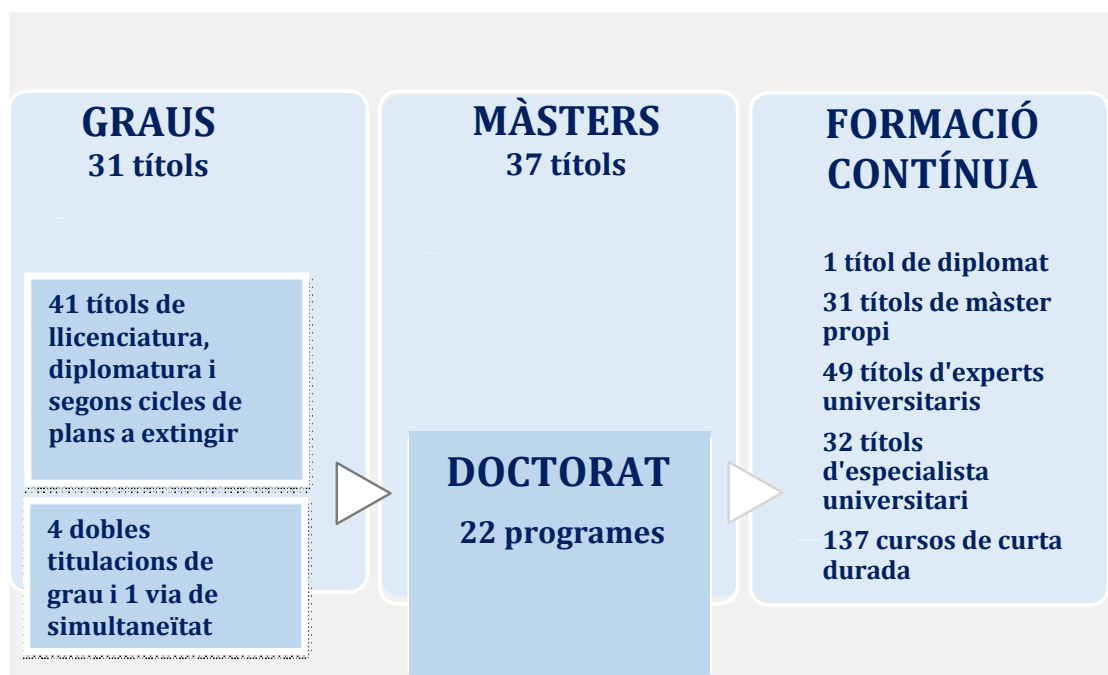 GRAUS
31 títols
41 títols de
llicenciatura,
diplomatura i
segons cicles de
plans a extingir
4 dobles
titulacions de
grau i 1 via de
simultaneïtat
MÀSTERS
37 títols
DOCTORAT
22 programes
FORMACIÓ
CONTÍNUA
1 títol de diplomat
31 títols de màster
propi
49 títols d'experts
universitaris
32 títols
d'especialista
universitari
137 cursos de curta
durada